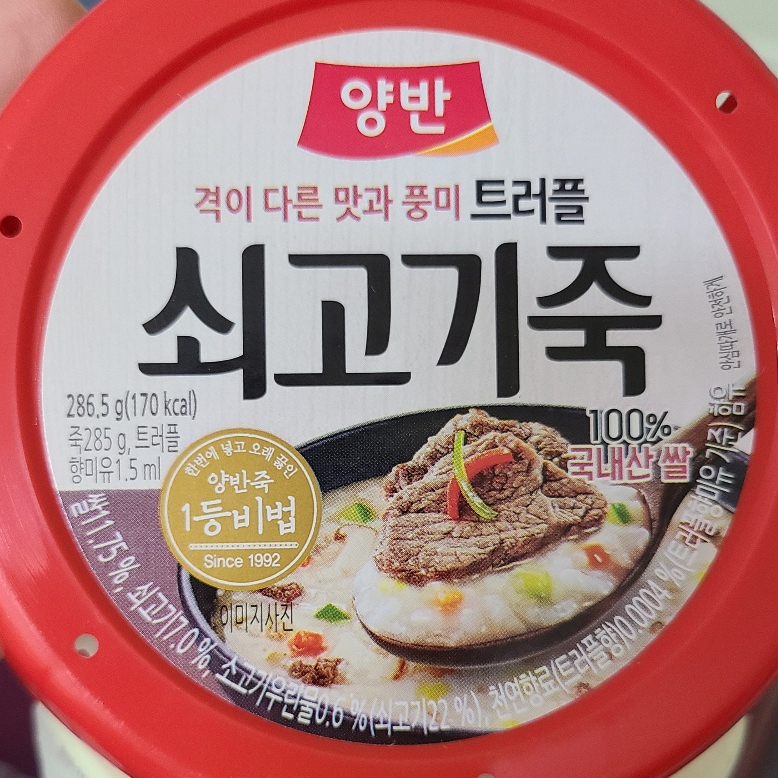 양반
격이 다른 맛과 풍미 트러플
쇠고기죽
286.5 g(170 kcal)
죽285 g, 트러플
향미유1.5 ml
한번에 넣고 오래 끓인
양반죽
1등비법
Since 1992
100%
국내산 쌀
이미지사진
쌀11.75 %, 쇠고기7.0 %, 소고기우린물0.6 %(쇠고기22 %), 천연향료(트러플향)0.0004 %(트러플향미유 기준) 함유